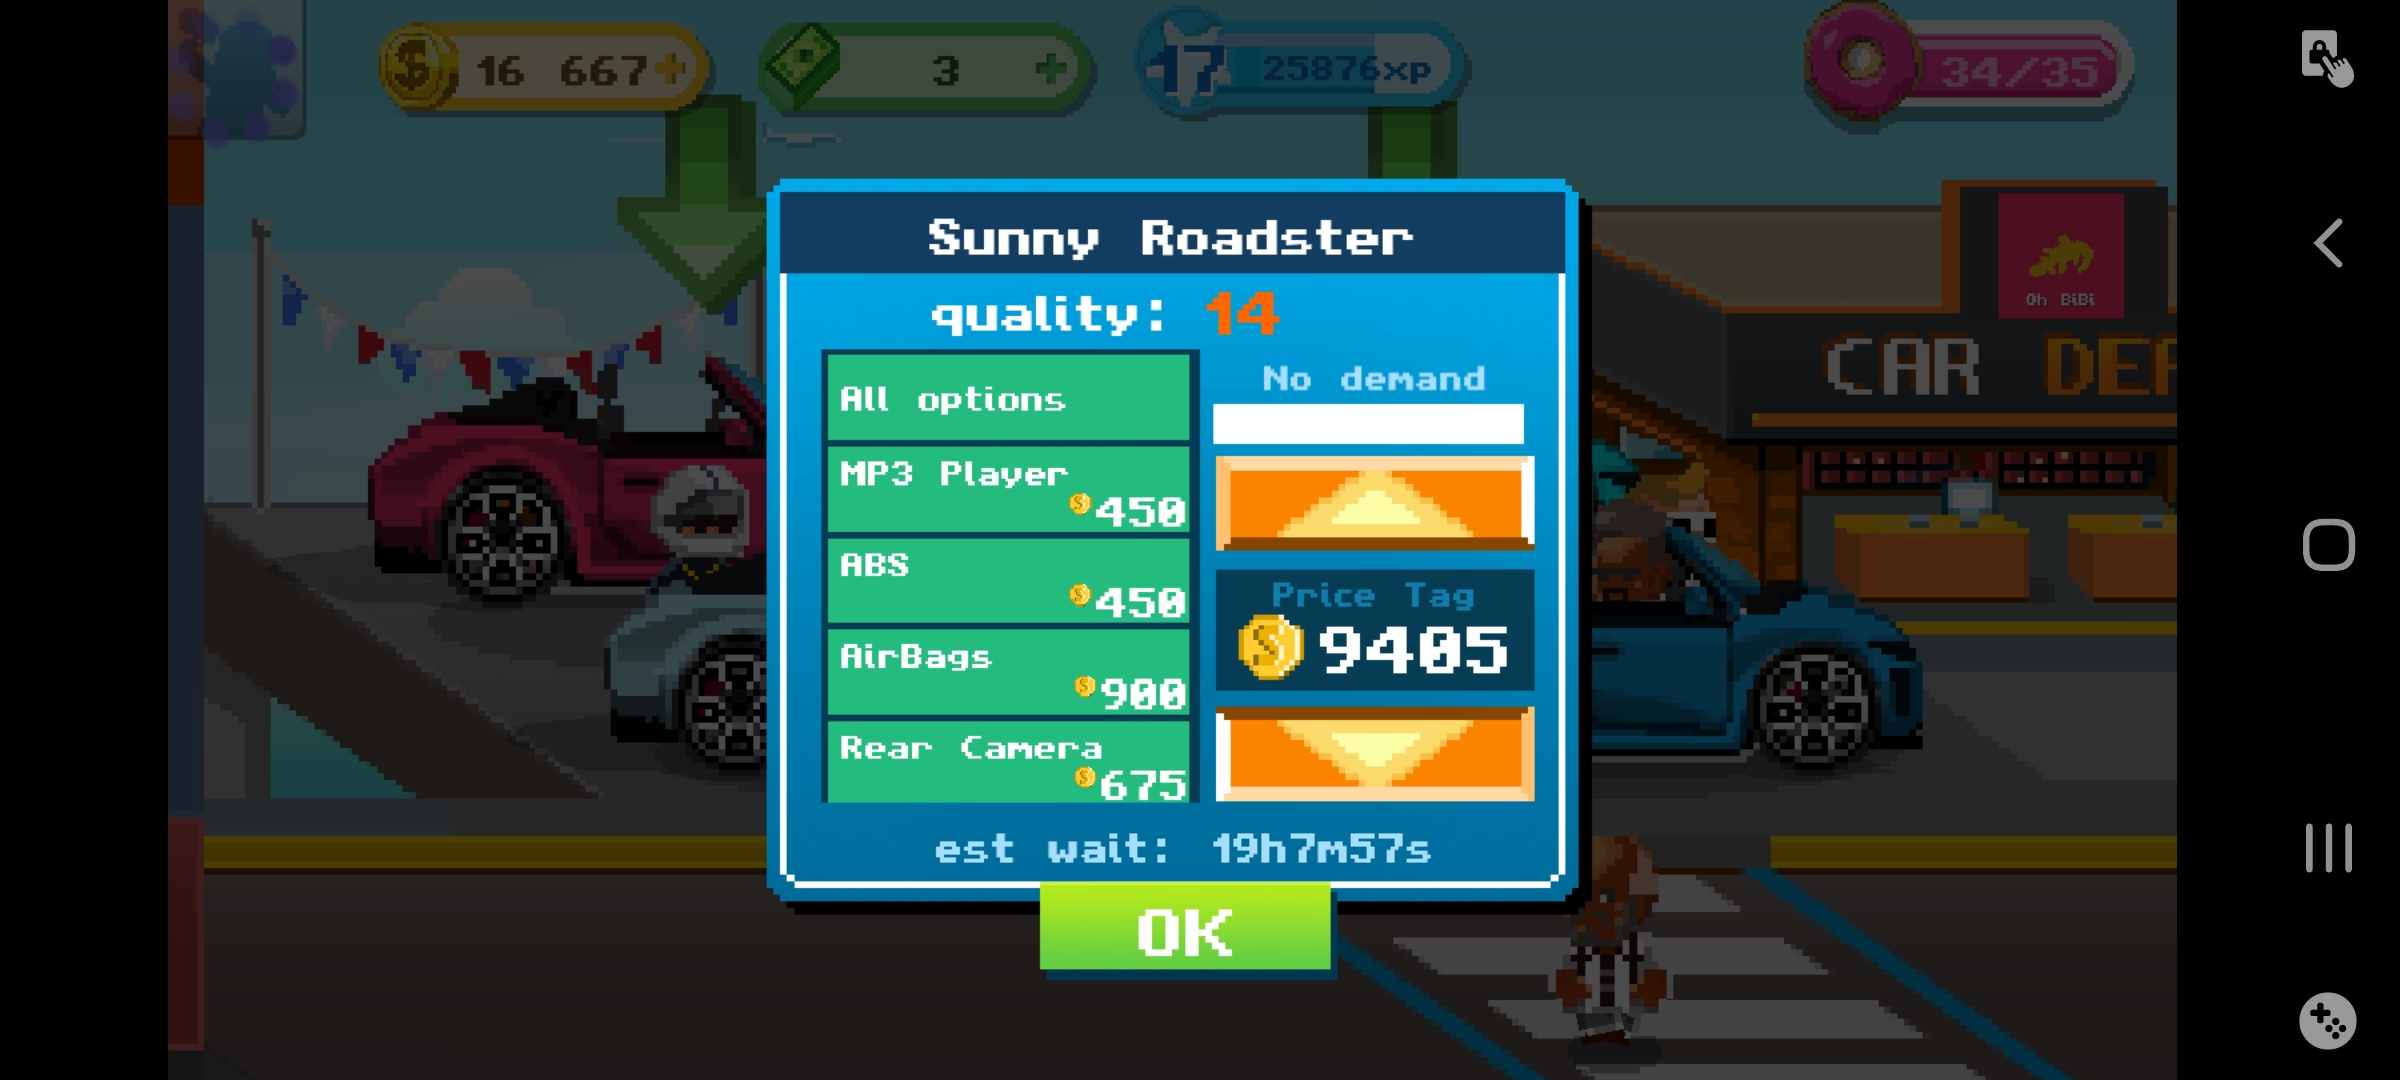 16 667
3
17
25876xp
34/35
Sunny Roadster
quality: 14
All options
MP3 Player
450
ABS
450
AirBags
900
Rear Camera
675
No demand
Price Tag
9405
est wait: 19h7m57s
OK
Oh BiBi
CAR